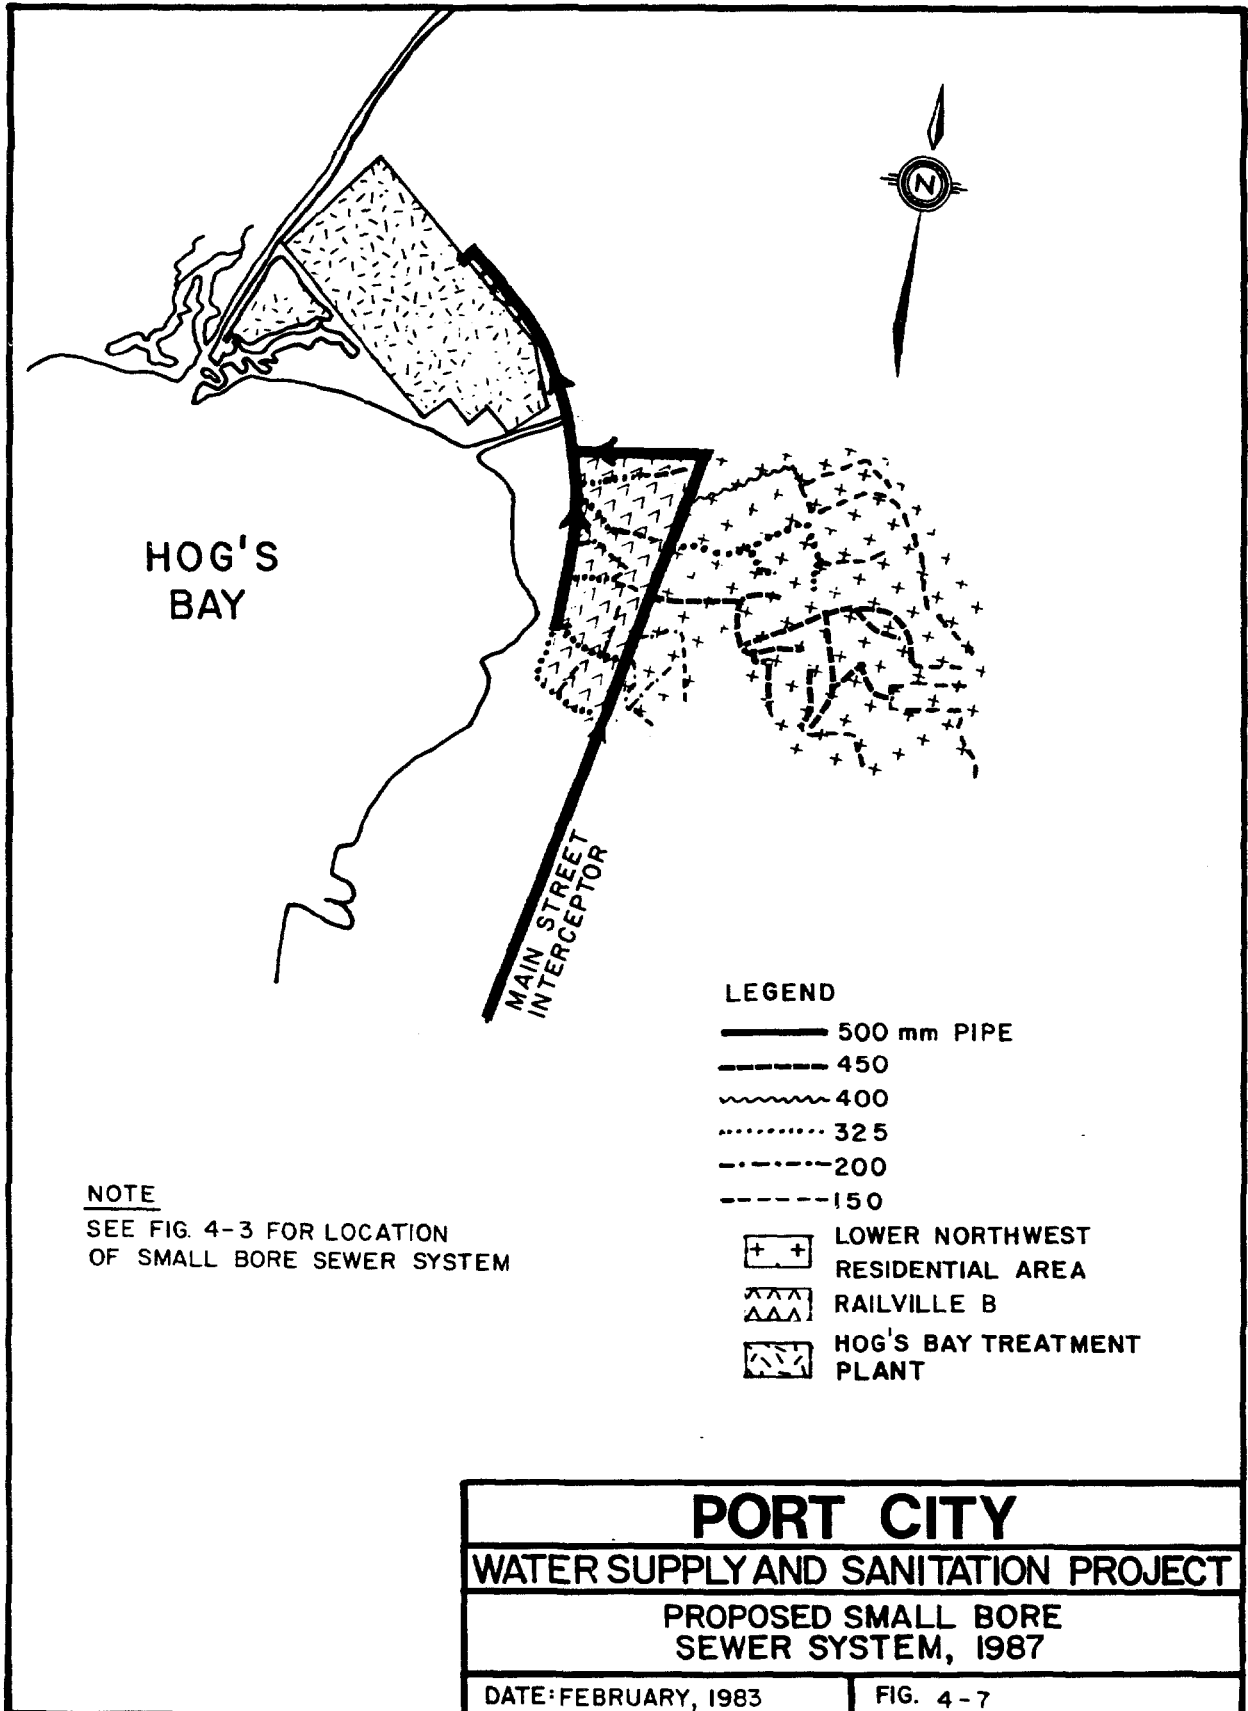 N
HOG'S
BAY
MAIN STREET
INTERCEPTOR
LEGEND
500 mm PIPE
450
400
325
200
150
LOWER NORTHWEST
RESIDENTIAL AREA
RAILVILLE B
HOG'S BAY TREATMENT
PLANT
NOTE
SEE FIG. 4-3 FOR LOCATION
OF SMALL BORE SEWER SYSTEM
PORT CITY
WATER SUPPLY AND SANITATION PROJECT
PROPOSED SMALL BORE
SEWER SYSTEM, 1987
DATE: FEBRUARY, 1983
FIG. 4-7